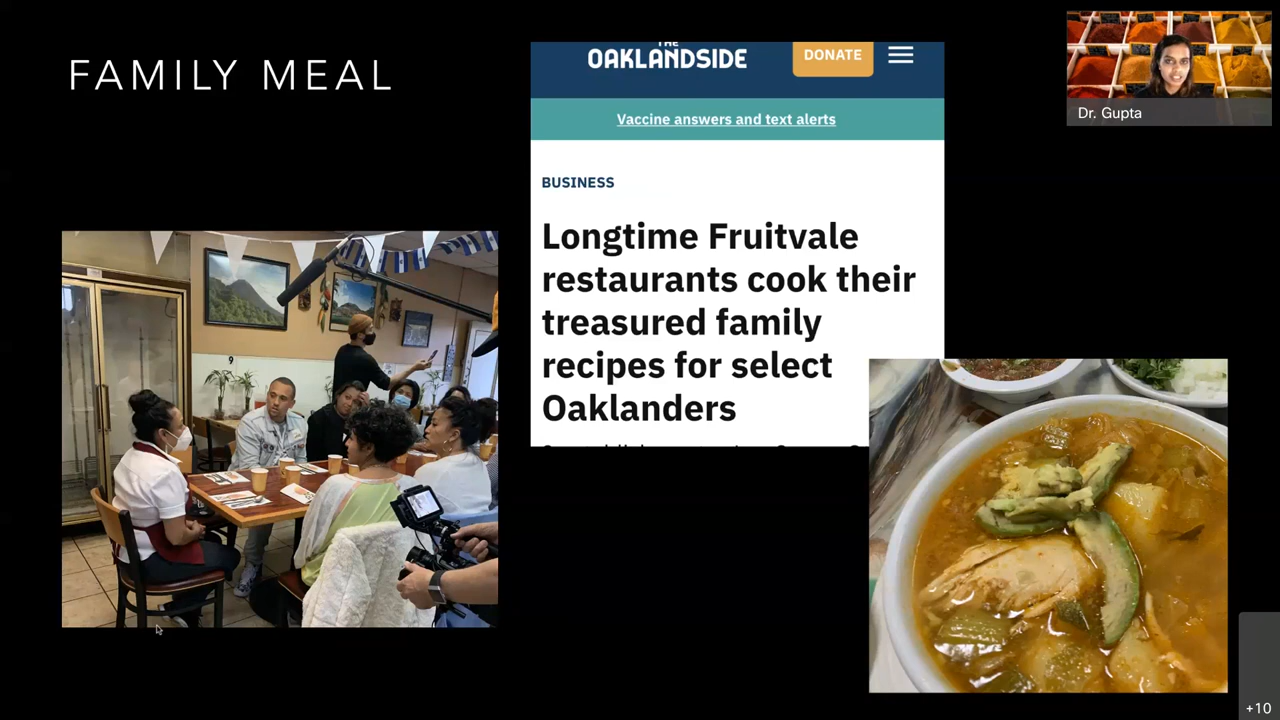 FAMILY MEAL
THE
OAKLANDSIDE
DONATE
Vaccine answers and text alerts
BUSINESS
Longtime Fruitvale
restaurants cook their
treasured family
recipes for select
Oaklanders
9
Dr. Gupta
+10